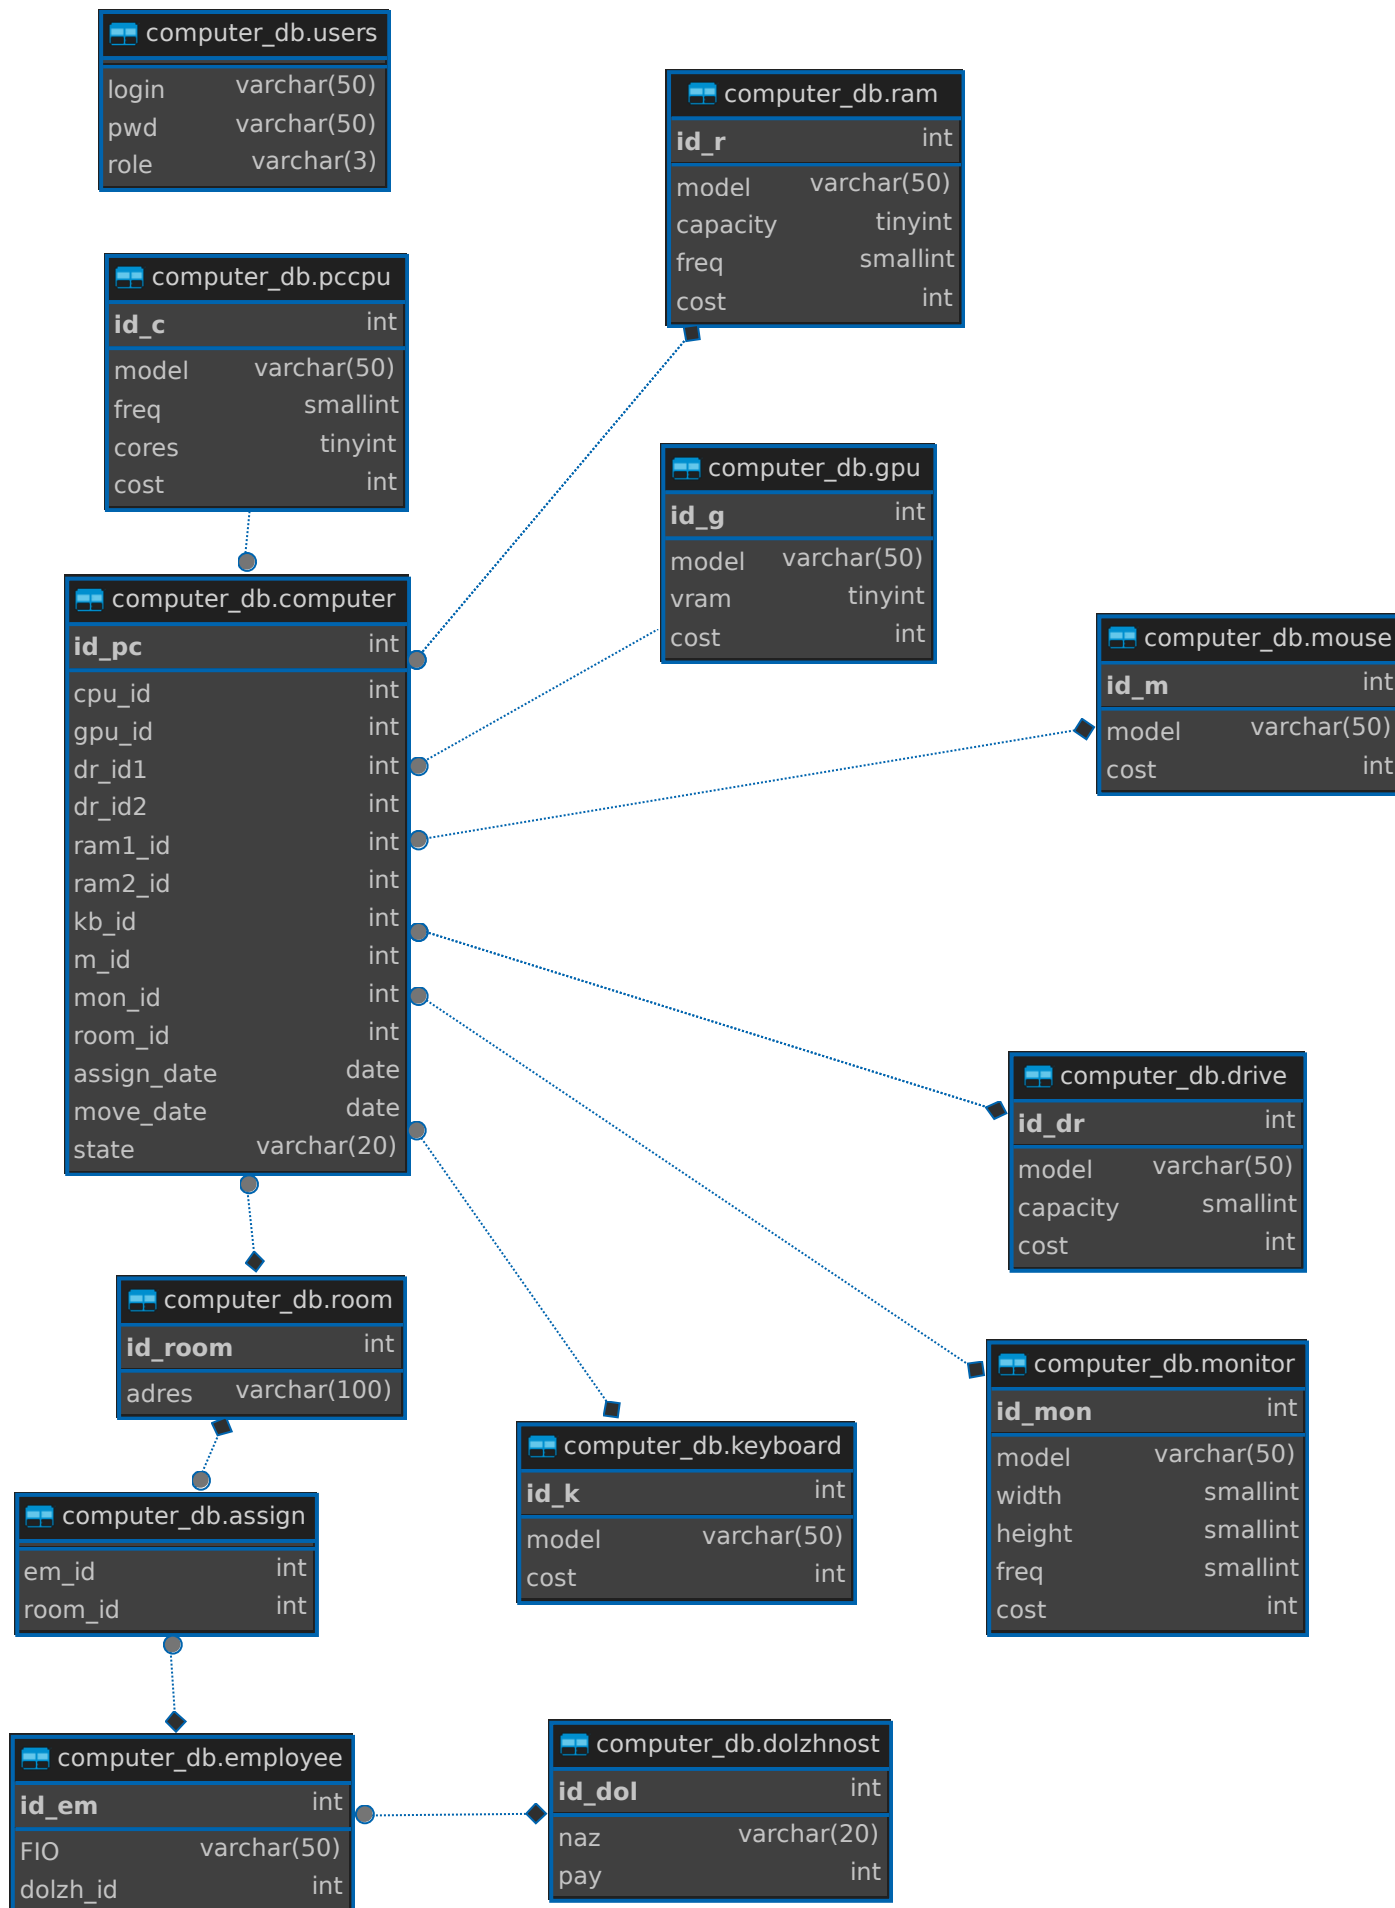 computer_db.users
login varchar(50)
pwd varchar(50)
role varchar(3)
computer_db.ram
id_r int
model varchar(50)
capacity tinyint
freq smallint
cost int
computer_db.pccpu
id_c int
model varchar(50)
freq smallint
cores tinyint
cost int
computer_db.gpu
id_g int
model varchar(50)
vram tinyint
cost int
computer_db.computer
id_pc int
cpu_id int
gpu_id int
dr_id1 int
dr_id2 int
ram1_id int
ram2_id int
kb_id int
m_id int
mon_id int
room_id int
assign_date date
move_date date
state varchar(20)
computer_db.mouse
id_m int
model varchar(50)
cost int
computer_db.drive
id_dr int
model varchar(50)
capacity smallint
cost int
computer_db.room
id_room int
adres varchar(100)
computer_db.monitor
id_mon int
model varchar(50)
width smallint
height smallint
freq smallint
cost int
computer_db.keyboard
id_k int
model varchar(50)
cost int
computer_db.assign
em_id int
room_id int
computer_db.employee
id_em int
FIO varchar(50)
dolzh_id int
computer_db.dolzhnost
id_dol int
naz varchar(20)
pay int